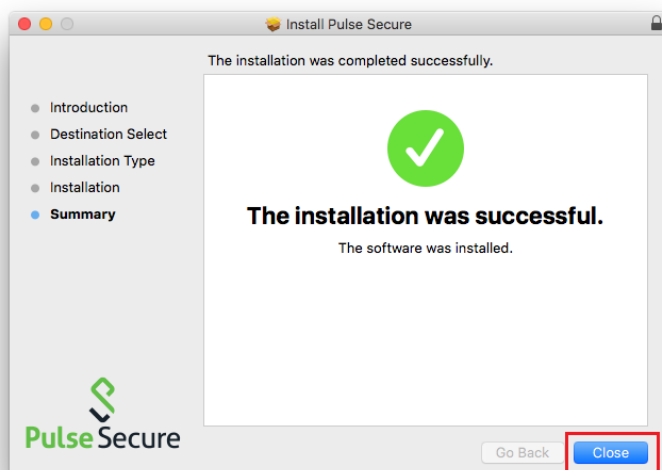 Install Pulse Secure
The installation was completed successfully.
Introduction
Destination Select
Installation Type
Installation
Summary
The installation was successful.
The software was installed.
Pulse Secure
Go Back
Close